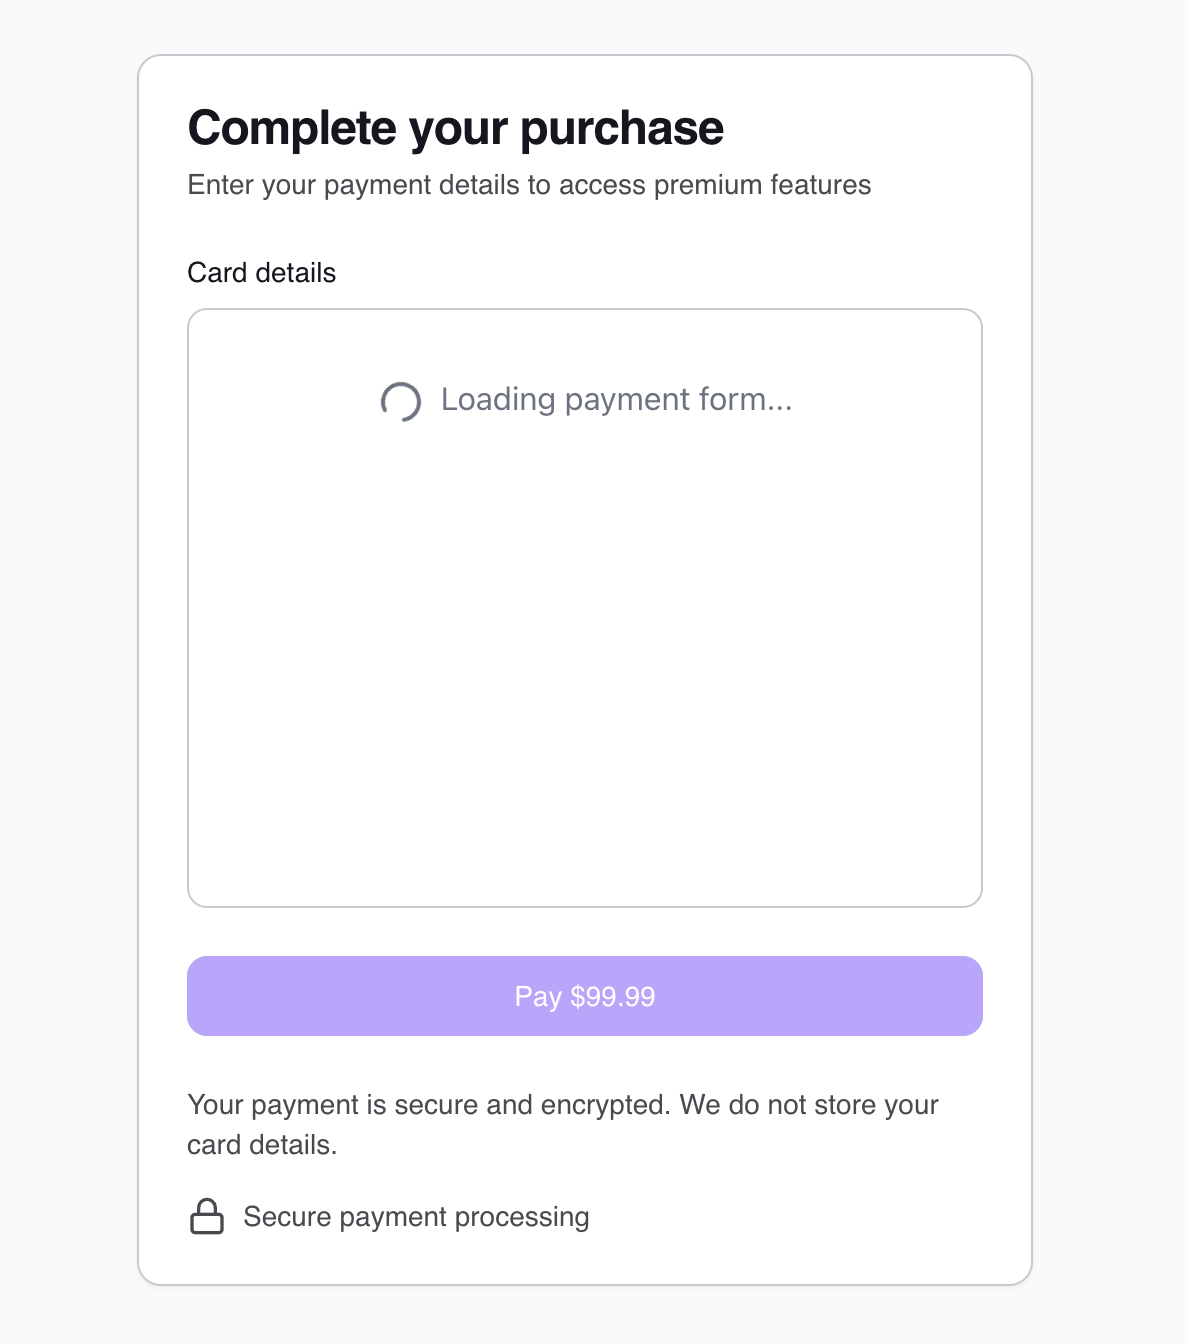 Complete your purchase
Enter your payment details to access premium features
Card details
Loading payment form...
Pay $99.99
Your payment is secure and encrypted. We do not store your
card details.
Secure payment processing